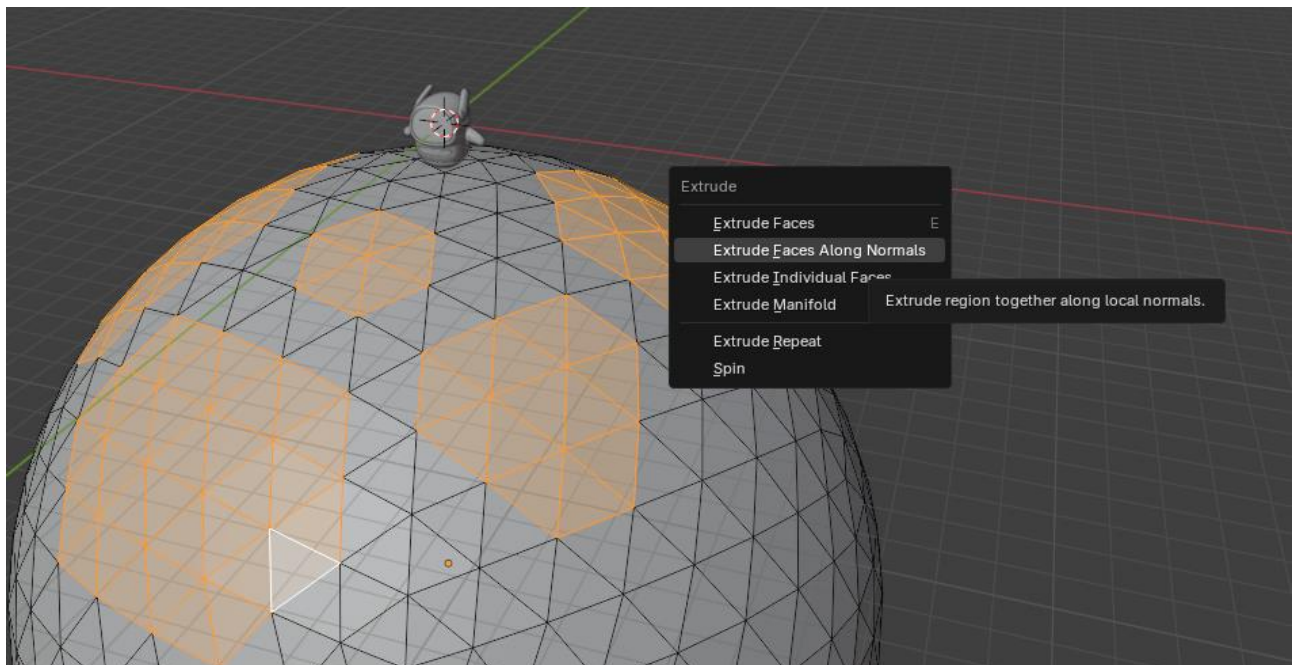 Extrude
Extrude Faces E
Extrude Faces Along Normals
Extrude Individual Faces
Extrude Manifold
Extrude region together along local normals.
Extrude Repeat
Spin